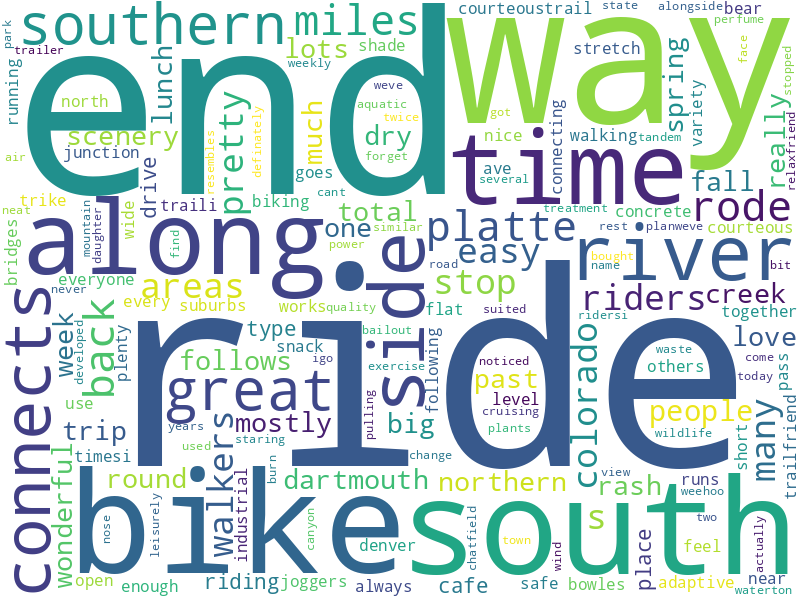 southern
miles
courteous
trail
state
alongside
bear
park
trailer
running
lunch
lots
shade
weekly
stretch
perfume
face
stopped
end
way
north
scenery
weve
aquatic
twice
forget
got
nice
walking
tandem
spring
variety
really
relax
friend
junction
drive
pretty
resembles
definately
much
dry
ave
several
connecting
air
goes
cant
time
fall
neat
trike
traili
biking
total
treatment
concrete
rode
bridges
wide
mountain
daughter
along
find
similar
one
platte
rest
planweve
courteous
everyone
power
side
easy
road
bought
name
river
bit
never
areas
stop
riders
creek
every
suburbs
works
quality
flat
suited
ridersi
together
connects
week
developed
plenty
back
type
snack
bailout
following
colorado
waste
love
use
follows
igo
exercise
noticed
others
come
today
pass
ride
great
past
level
cruising
people
trip
walkers
mostly
pulling
big
plants
wildlife
many
short
trail
friend
timesi
years
used
staring
change
view
runs
weehoo
wonderful
round
industrial
burn
dartmouth
northern
rash
s
two
bike
south
nose
leisurely
canyon
denver
chatfield
town
wind
place
feel
actually
open
enough
riding
joggers
always
cafe
safe
bowles
adaptive
near
waterton